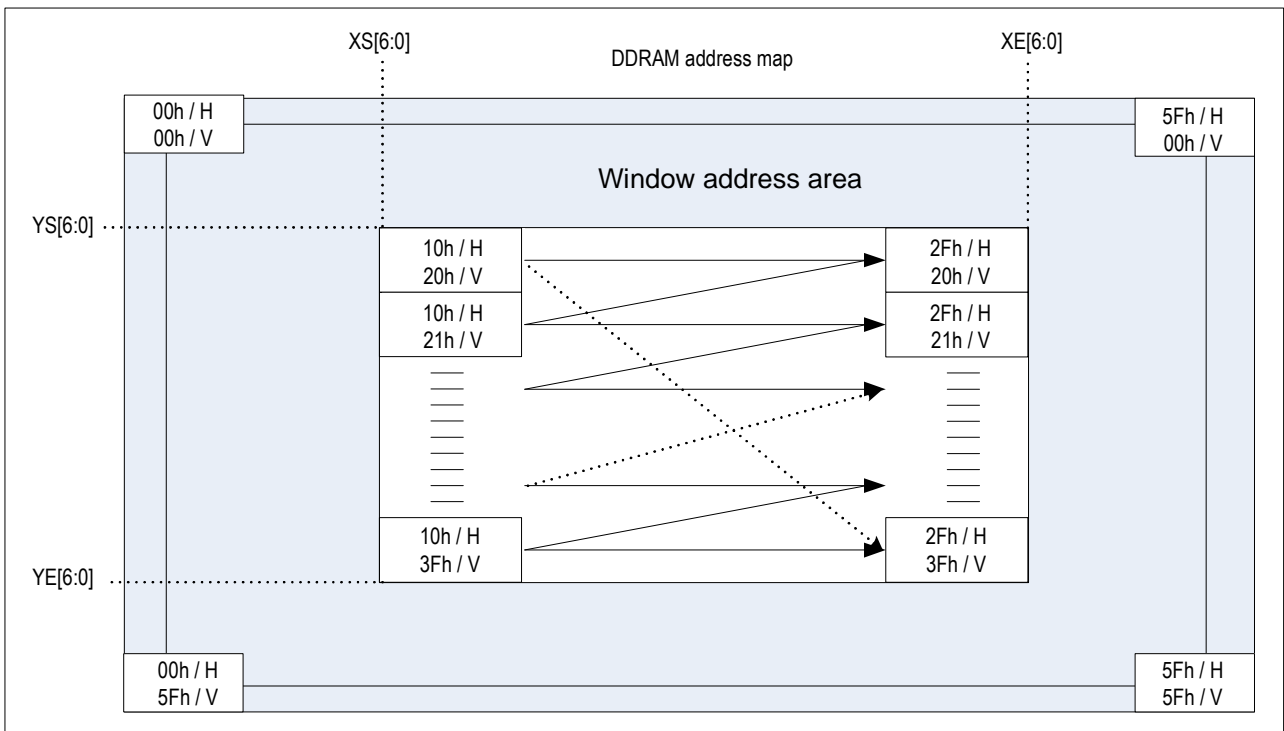 XS[6:0]
XE[6:0]
DDRAM address map
00h / H
00h / V
5Fh / H
00h / V
Window address area
YS[6:0]
10h / H
20h / V
2Fh / H
20h / V
10h / H
21h / V
2Fh / H
21h / V
10h / H
3Fh / V
2Fh / H
3Fh / V
YE[6:0]
00h / H
5Fh / V
5Fh / H
5Fh / V